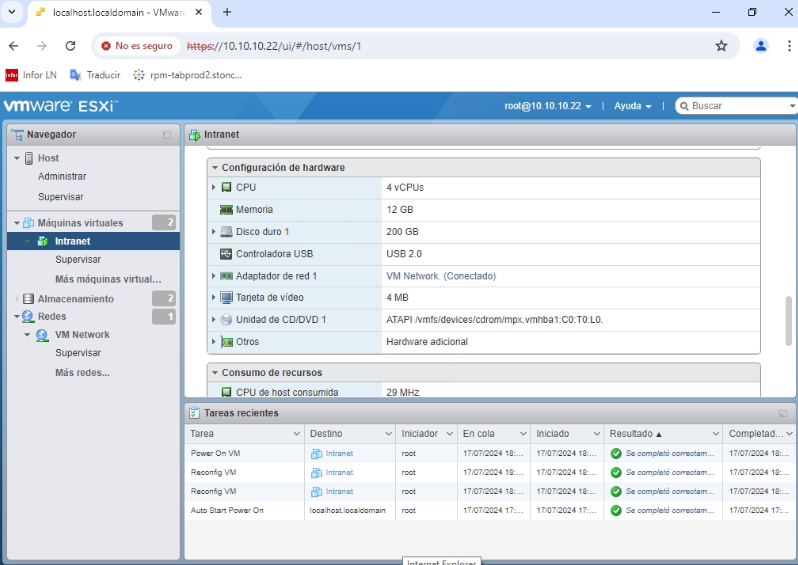 localhost.localdomain - VMwar
No es seguro https://10.10.10.22/ui/#/host/vms/1
Infor LN Traducir rpm-tabprod2.stonc...
vmware ESXi™ root@10.10.10.22 Ayuda Buscar
Navegador
Host
Administrar
Supervisar
Máquinas virtuales 2
Intranet
Supervisar
Más máquinas virtual...
Almacenamiento 2
Redes 1
VM Network
Supervisar
Más redes...
Intranet
Configuración de hardware
CPU 4 vCPUs
Memoria 12 GB
Disco duro 1 200 GB
Controladora USB USB 2.0
Adaptador de red 1 VM Network. (Conectado)
Tarjeta de vídeo 4 MB
Unidad de CD/DVD 1 ATAPI /vmfs/devices/cdrom/mpx.vmhba1:C0:T0:L0.
Otros Hardware adicional
Consumo de recursos
CPU de host consumida 29 MHz
Tareas recientes
Tarea Destino Iniciador En cola Iniciado Resultado ▲ Completad...
Power On VM Intranet root 17/07/2024 18:... 17/07/2024 18:... Se completó correctam... 17/07/2024 18:...
Reconfig VM Intranet root 17/07/2024 18:... 17/07/2024 18:... Se completó correctam... 17/07/2024 18:...
Reconfig VM Intranet root 17/07/2024 18:... 17/07/2024 18:... Se completó correctam... 17/07/2024 18:...
Auto Start Power On localhost.localdomain root 17/07/2024 17:... 17/07/2024 17:... Se completó correctam... 17/07/2024 17:...
Internet Explorer